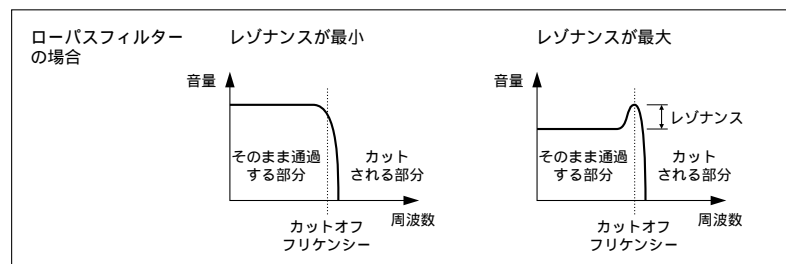 ローパスフィルター
の場合
レゾナンスが最小
音量
そのまま通過
する部分
カット
される部分
周波数
カットオフ
フリケンシー
レゾナンスが最大
音量
レゾナンス
そのまま通過
する部分
カット
される部分
周波数
カットオフ
フリケンシー